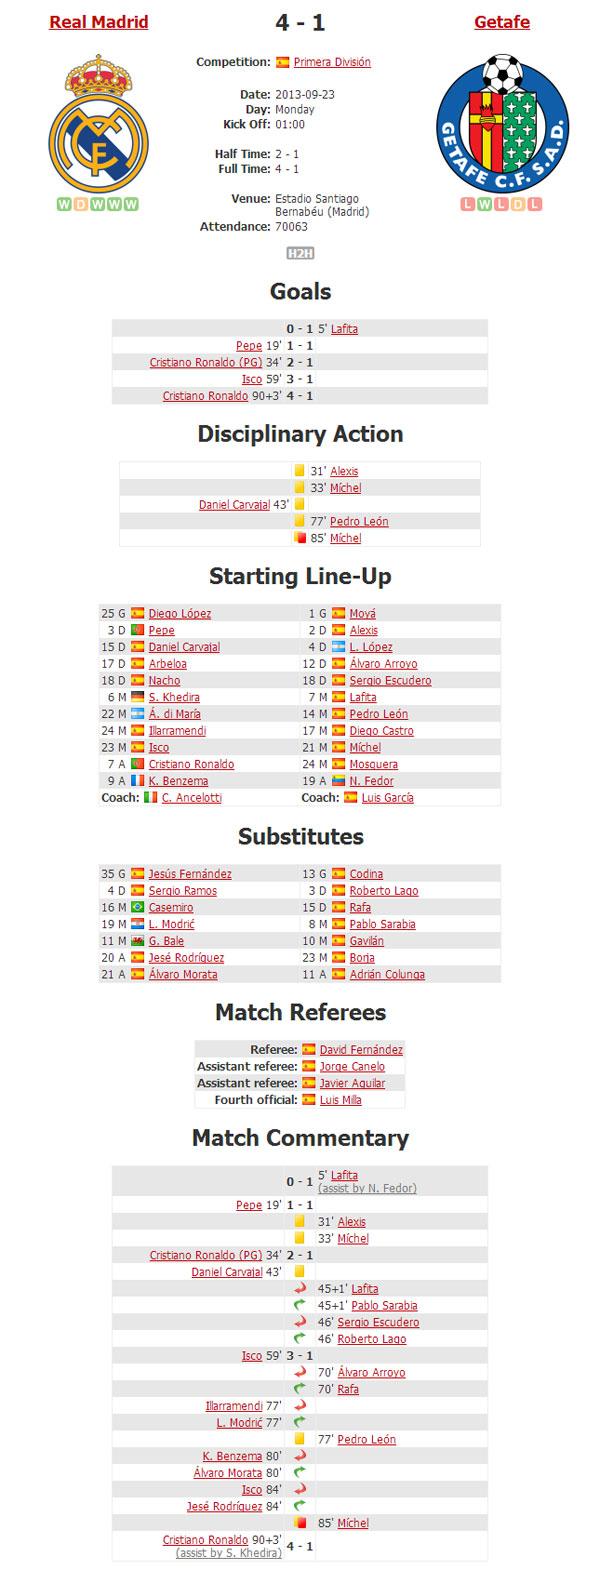 Real Madrid 4 - 1 Getafe
Competition: Primera División
Date: 2013-09-23
Day: Monday
Kick Off: 01:00
Half Time: 2 - 1
Full Time: 4 - 1
Venue: Estadio Santiago
Bernabéu (Madrid)
Attendance: 70063
GETAFE C.F. S.A.D.
W D W W W
L W L D L
H2H
Goals
0 - 1 5' Lafita
Pepe 19' 1 - 1
Cristiano Ronaldo (PG) 34' 2 - 1
Isco 59' 3 - 1
Cristiano Ronaldo 90+3' 4 - 1
Disciplinary Action
31' Alexis
33' Míchel
Daniel Carvajal 43'
77' Pedro León
85' Míchel
Starting Line-Up
25 G Diego López 1 G Moyá
3 D Pepe 2 D Alexis
15 D Daniel Carvajal 4 D L. López
17 D Arbeloa 12 D Álvaro Arroyo
18 D Nacho 18 D Sergio Escudero
6 M S. Khedira 7 M Lafita
22 M Á. di María 14 M Pedro León
24 M Illarramendi 17 M Diego Castro
23 M Isco 21 M Míchel
7 A Cristiano Ronaldo 24 M Mosquera
9 A K. Benzema 19 A N. Fedor
Coach: C. Ancelotti Coach: Luis García
Substitutes
35 G Jesús Fernández 13 G Codina
4 D Sergio Ramos 3 D Roberto Lago
16 M Casemiro 15 D Rafa
19 M L. Modrić 8 M Pablo Sarabia
11 M G. Bale 10 M Gavilán
20 A Jesé Rodríguez 23 M Borja
21 A Álvaro Morata 11 A Adrián Colunga
Match Referees
Referee: David Fernández
Assistant referee: Jorge Canelo
Assistant referee: Javier Aguilar
Fourth official: Luis Milla
Match Commentary
0 - 1 5' Lafita
(assist by N. Fedor)
Pepe 19' 1 - 1
31' Alexis
33' Míchel
Cristiano Ronaldo (PG) 34' 2 - 1
Daniel Carvajal 43'
45+1' Lafita
45+1' Pablo Sarabia
46' Sergio Escudero
46' Roberto Lago
Isco 59' 3 - 1
70' Álvaro Arroyo
70' Rafa
Illarramendi 77'
L. Modrić 77'
77' Pedro León
K. Benzema 80'
Álvaro Morata 80'
Isco 84'
Jesé Rodríguez 84'
85' Míchel
Cristiano Ronaldo 90+3' 4 - 1
(assist by S. Khedira)